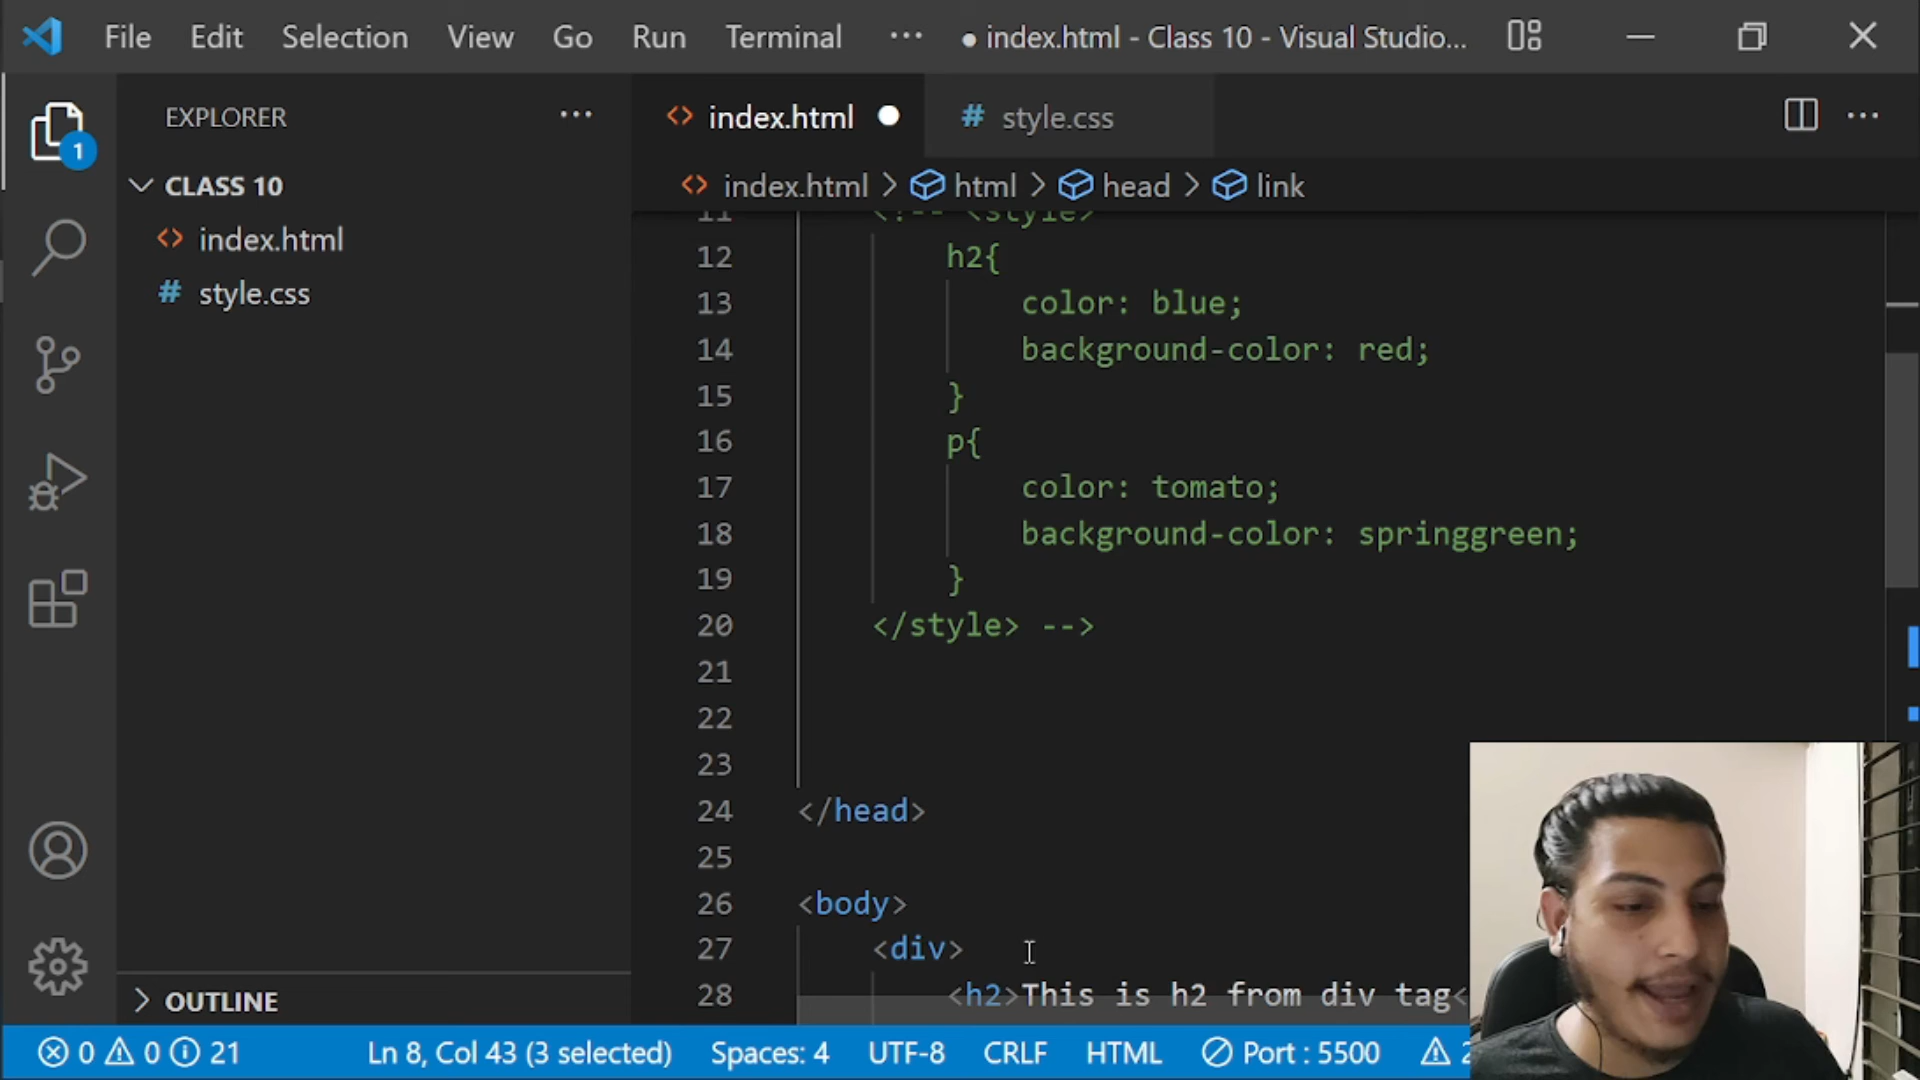 File Edit Selection View Go Run Terminal ··· ● index.html - Class 10 - Visual Studio...
EXPLORER ···
1
CLASS 10
index.html
# style.css
OUTLINE
<> index.html ● # style.css ···
<> index.html > html > head > link
11 <!-- <style>
12 h2{
13 color: blue;
14 background-color: red;
15 }
16 p{
17 color: tomato;
18 background-color: springgreen;
19 }
20 </style> -->
21
22
23
24 </head>
25
26 <body>
27 <div>
28 <h2>This is h2 from div tag<
0 0 21 Ln 8, Col 43 (3 selected) Spaces: 4 UTF-8 CRLF HTML Port : 5500